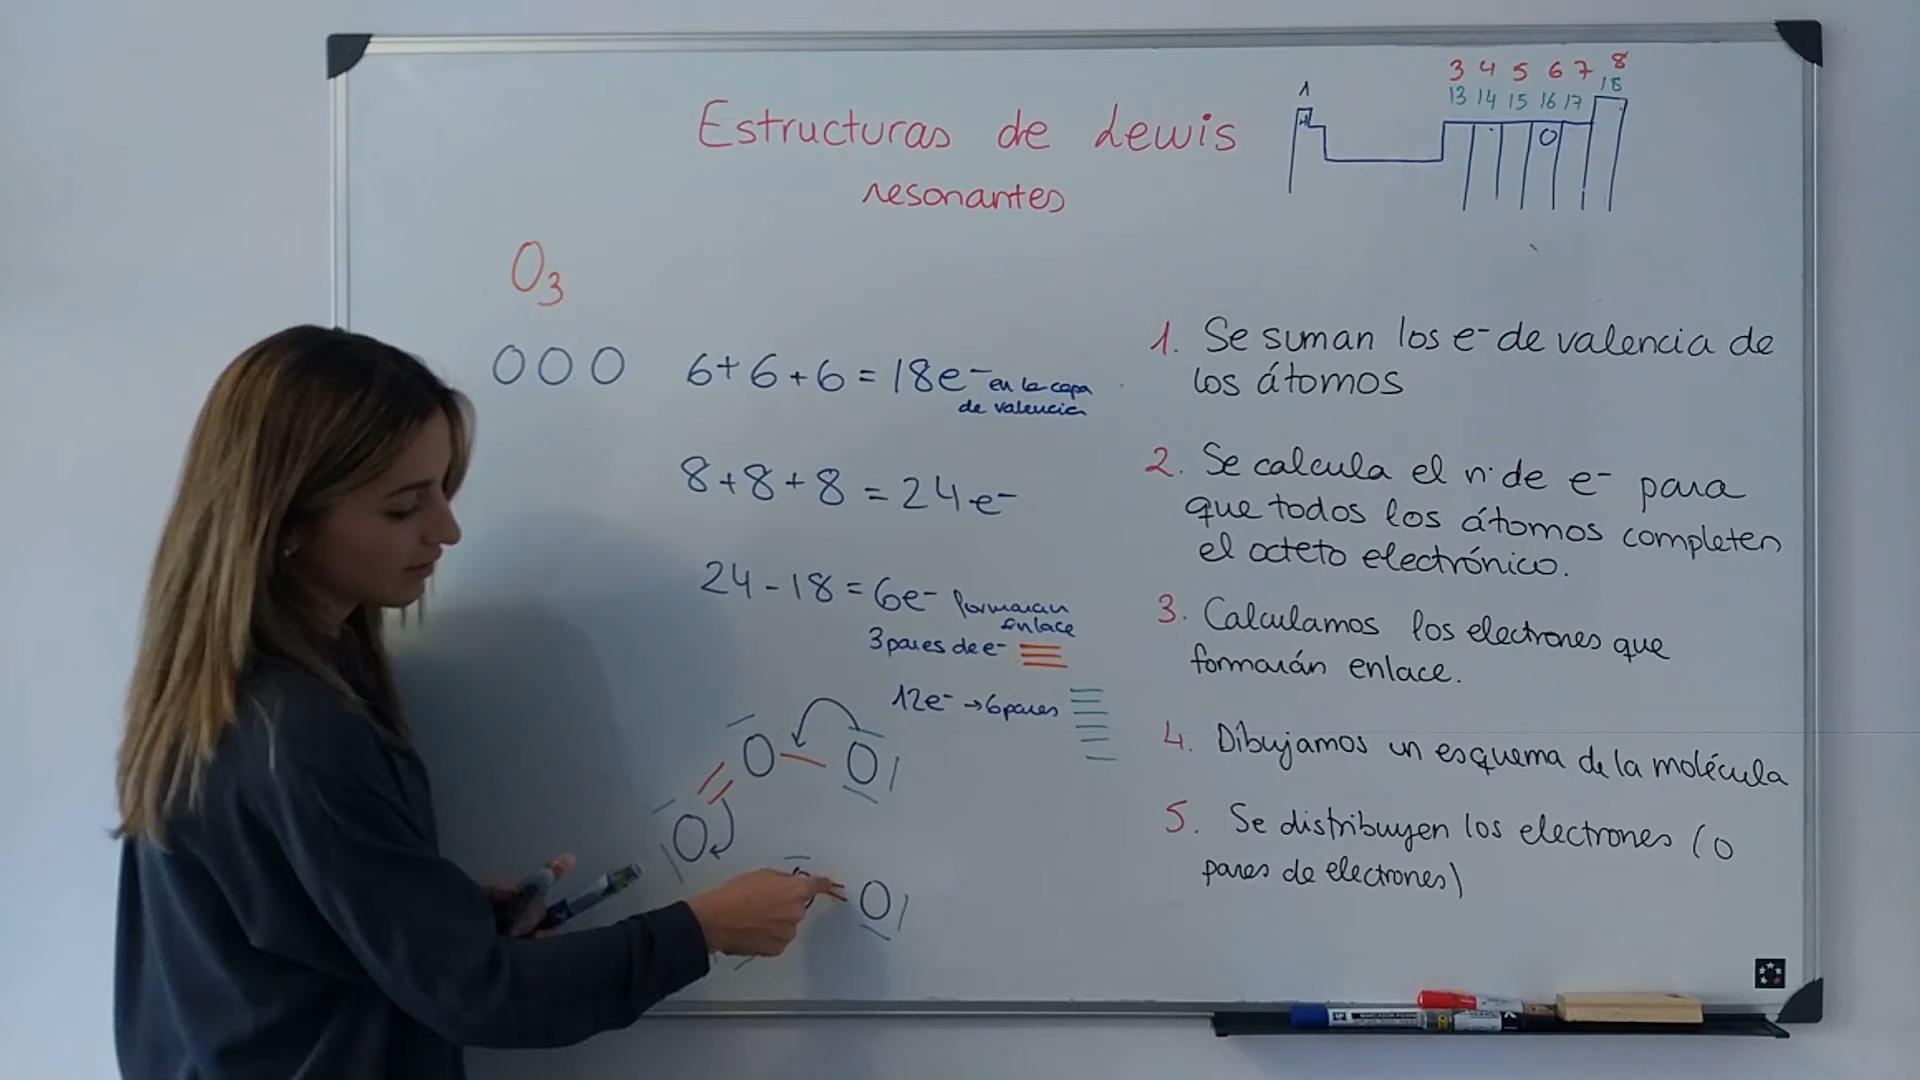 Estructuras de Lewis
resonantes
1
3 4 5 6 7 8
13 14 15 16 17 18
H
O
O3
O O O
6+6+6=18e- en la capa
de valencia
8+8+8=24e-
24-18=6e- formarán
enlace
3 pares de e-
12e- → 6 pares
O O
O
O
1. Se suman los e- de valencia de
los átomos
2. Se calcula el nº de e- para
que todos los átomos completen
el octeto electrónico.
3. Calculamos los electrones que
formarán enlace.
4. Dibujamos un esquema de la molécula
5. Se distribuyen los electrones (o
pares de electrones)